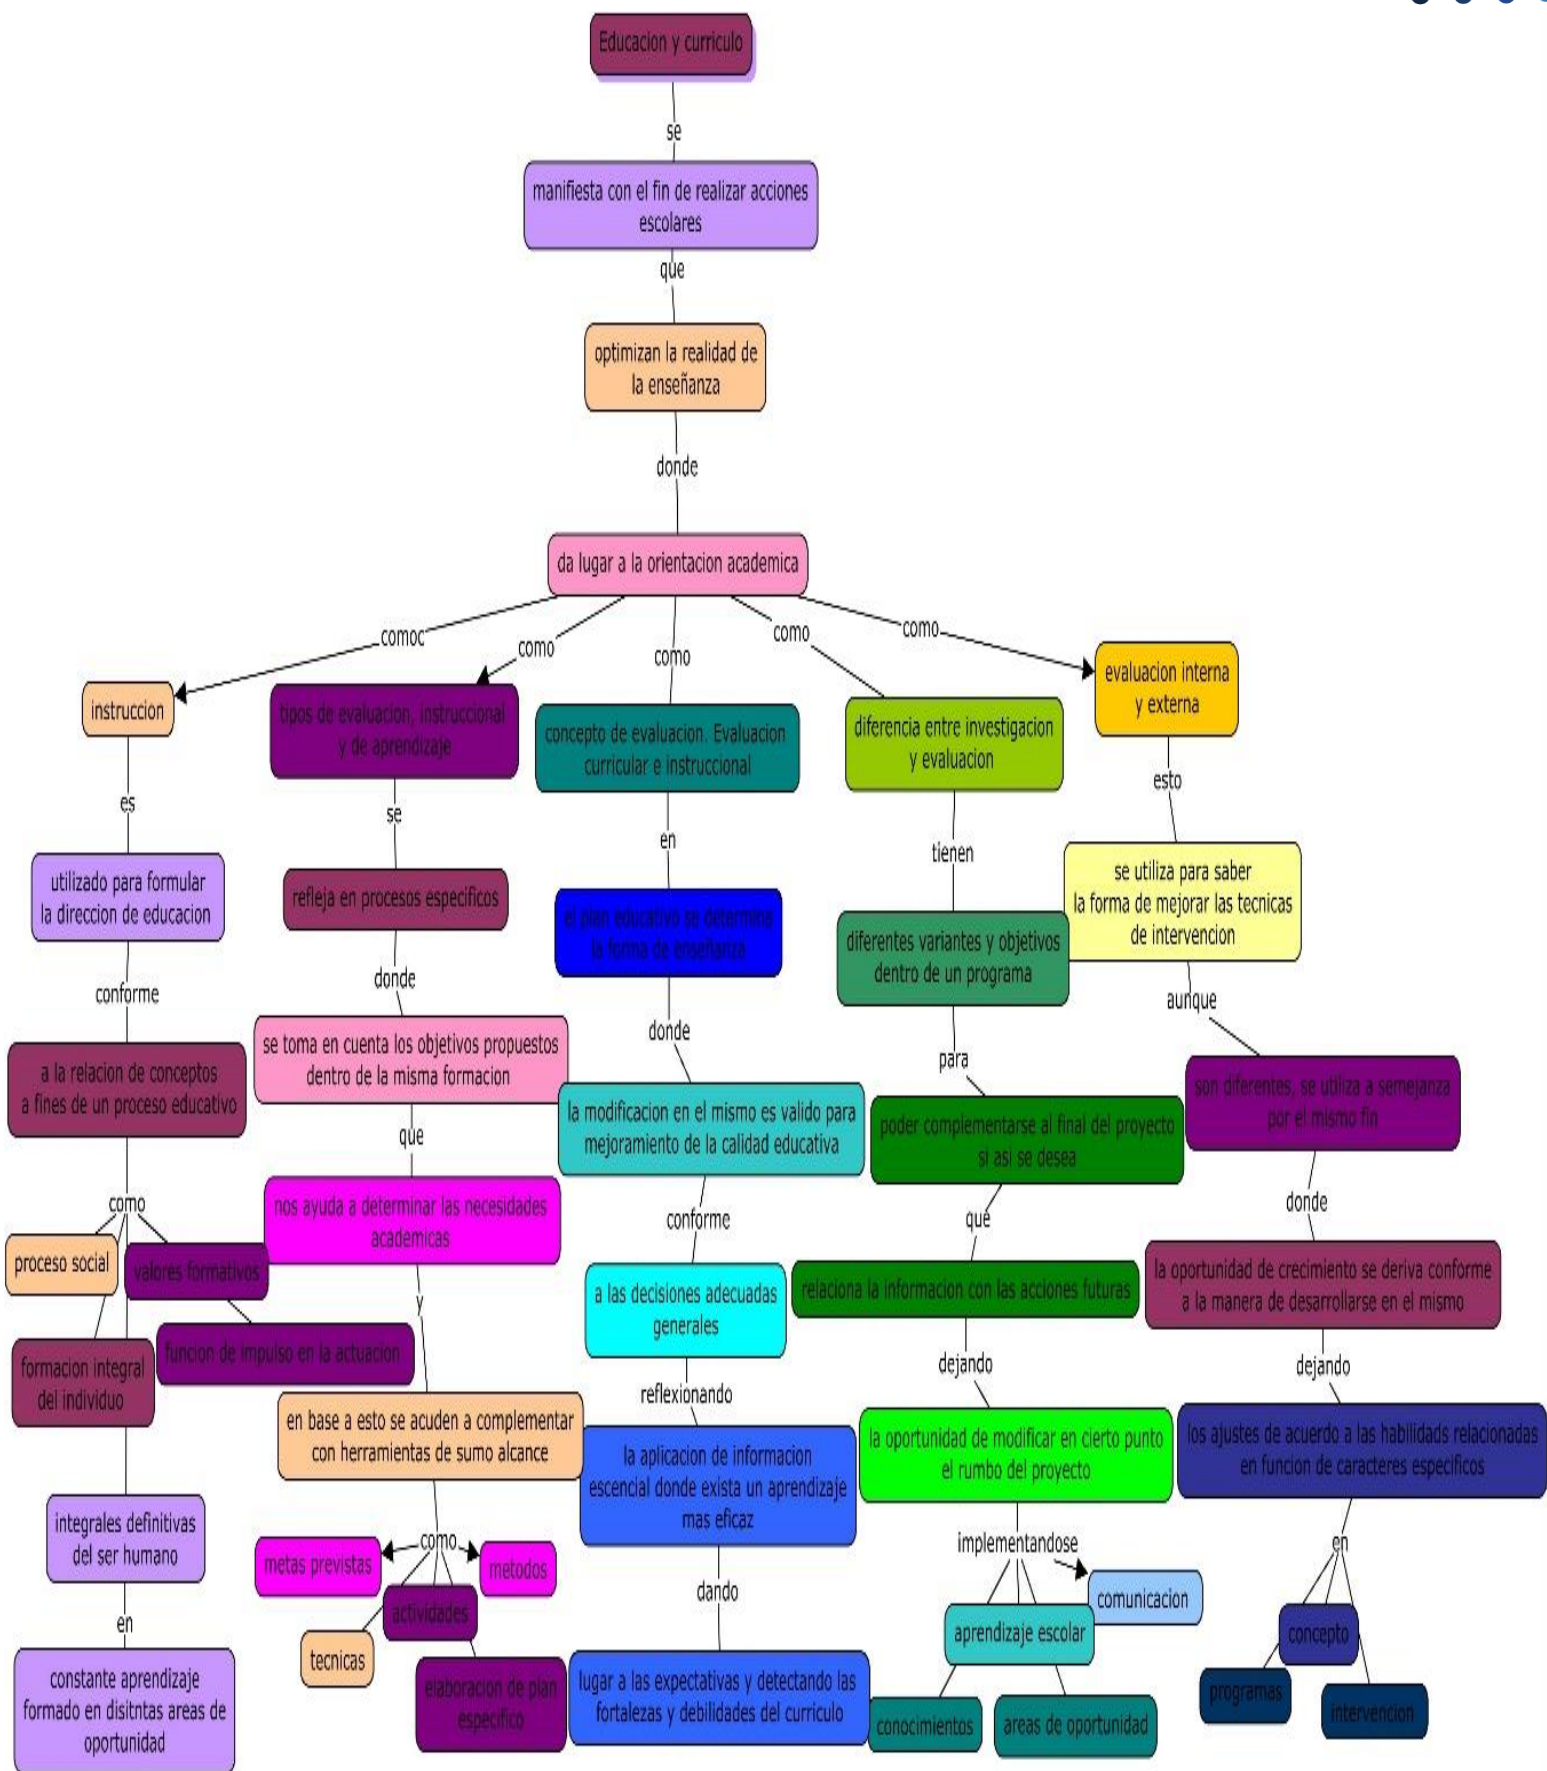 Educacion y curriculo
se
manifiesta con el fin de realizar acciones
escolares
que
optimizan la realidad de
la enseñanza
donde
da lugar a la orientacion academica
comoc
como
como
como
como
instruccion
es
utilizado para formular
la direccion de educacion
conforme
a la relacion de conceptos
a fines de un proceso educativo
como
proceso social
valores formativos
funcion de impulso en la actuacion
formacion integral
del individuo
integrales definitivas
del ser humano
en
constante aprendizaje
formado en disitntas areas de
oportunidad
tipos de evaluacion, instruccional
y de aprendizaje
se
refleja en procesos especificos
donde
se toma en cuenta los objetivos propuestos
dentro de la misma formacion
que
nos ayuda a determinar las necesidades
academicas
y
en base a esto se acuden a complementar
con herramientas de sumo alcance
como
metas previstas
metodos
actividades
tecnicas
elaboracion de plan
especifico
concepto de evaluacion. Evaluacion
curricular e instruccional
en
el plan educativo se determina
la forma de enseñanza
donde
la modificacion en el mismo es valido para
mejoramiento de la calidad educativa
conforme
a las decisiones adecuadas
generales
reflexionando
la aplicacion de informacion
escencial donde exista un aprendizaje
mas eficaz
dando
lugar a las expectativas y detectando las
fortalezas y debilidades del curriculo
diferencia entre investigacion
y evaluacion
tienen
diferentes variantes y objetivos
dentro de un programa
para
poder complementarse al final del proyecto
si asi se desea
que
relaciona la informacion con las acciones futuras
dejando
la oportunidad de modificar en cierto punto
el rumbo del proyecto
implementandose
comunicacion
aprendizaje escolar
conocimientos
areas de oportunidad
evaluacion interna
y externa
esto
se utiliza para saber
la forma de mejorar las tecnicas
de intervencion
aunque
son diferentes, se utiliza a semejanza
por el mismo fin
donde
la oportunidad de crecimiento se deriva conforme
a la manera de desarrollarse en el mismo
dejando
los ajustes de acuerdo a las habilidads relacionadas
en funcion de caracteres especificos
en
concepto
programas
intervencion